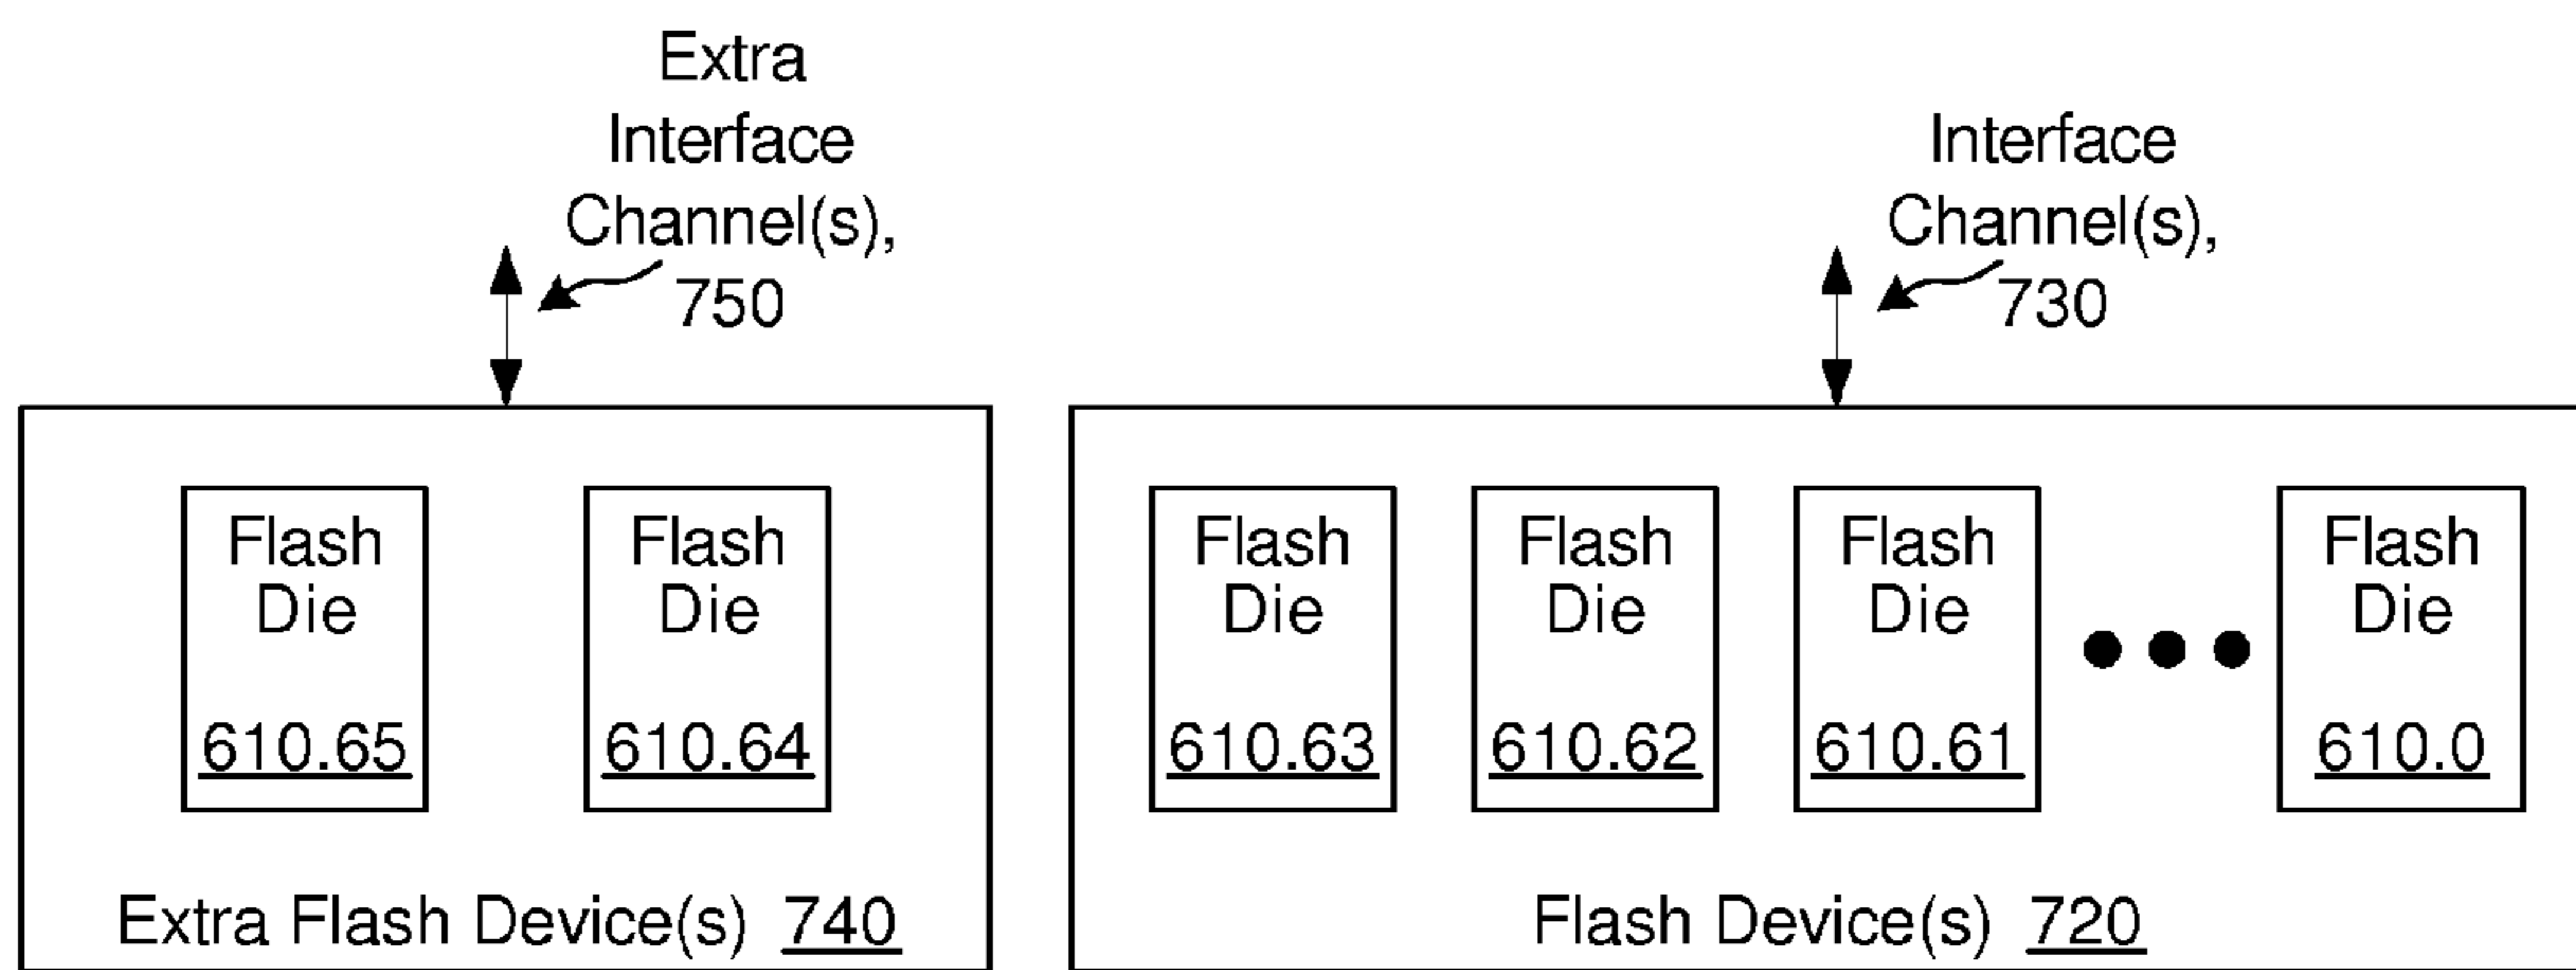 Extra
Interface
Channel(s),
750
Interface
Channel(s),
730
Flash
Die
610.65
Flash
Die
610.64
Extra Flash Device(s) 740
Flash
Die
610.63
Flash
Die
610.62
Flash
Die
610.61
Flash
Die
610.0
Flash Device(s) 720